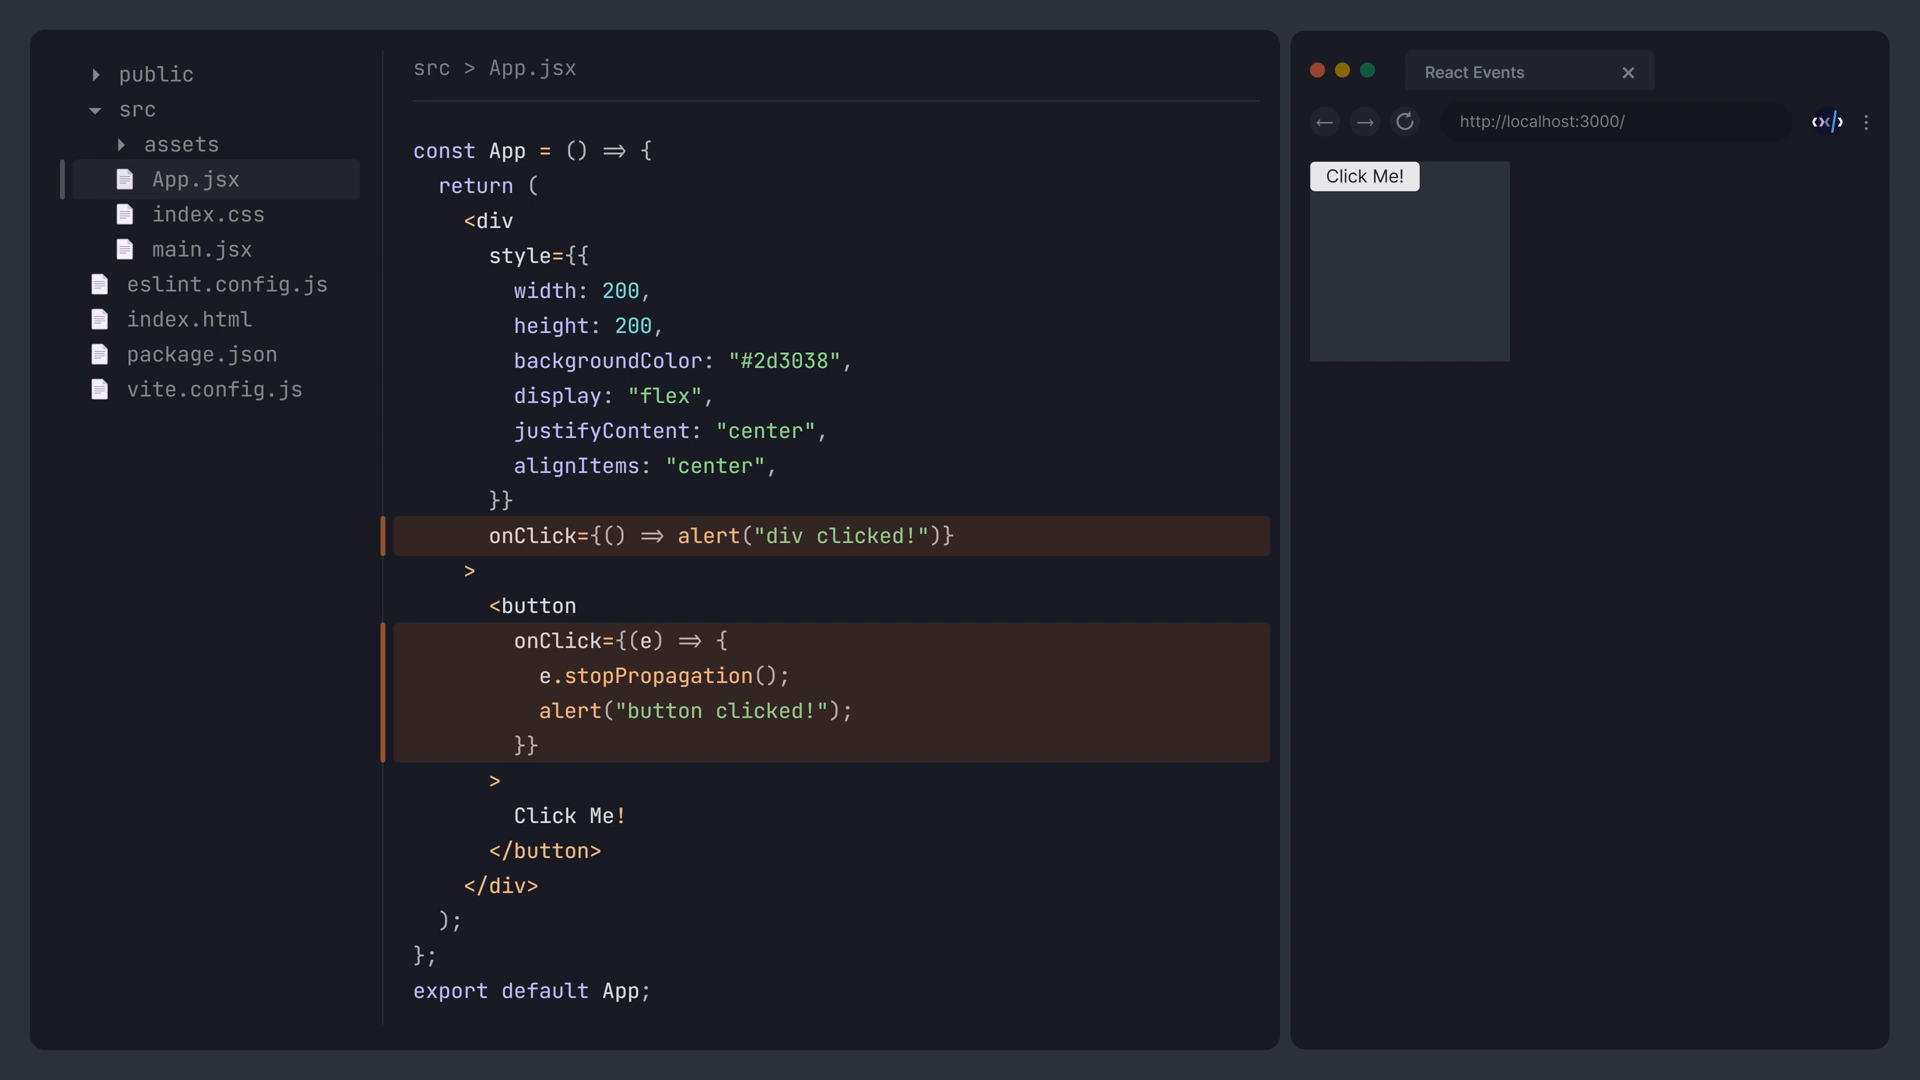 public
src
assets
App.jsx
index.css
main.jsx
eslint.config.js
index.html
package.json
vite.config.js
src > App.jsx
const App = () => {
  return (
    <div
      style={{
        width: 200,
        height: 200,
        backgroundColor: "#2d3038",
        display: "flex",
        justifyContent: "center",
        alignItems: "center",
      }}
      onClick={() => alert("div clicked!")}
    >
      <button
        onClick={(e) => {
          e.stopPropagation();
          alert("button clicked!");
        }}
      >
        Click Me!
      </button>
    </div>
  );
};
export default App;
React Events
http://localhost:3000/
Click Me!